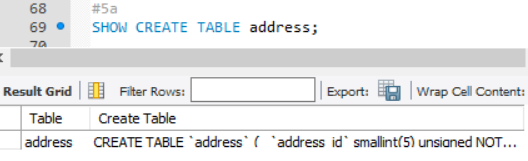 68 #5a
69 SHOW CREATE TABLE address;
70
Result Grid Filter Rows: Export: Wrap Cell Content:
Table Create Table
address CREATE TABLE `address` ( `address_id` smallint(5) unsigned NOT...